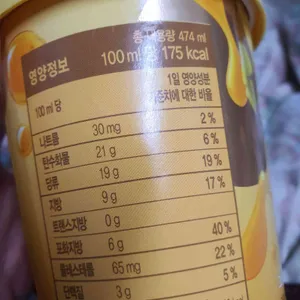 총 내용량 474 ml
100 ml 당 175 kcal
영양정보
1일 영양성분
기준치에 대한 비율
100 ml 당
나트륨 30 mg 2 %
탄수화물 21 g 6 %
당류 19 g 19 %
지방 9 g 17 %
트랜스지방 0 g
포화지방 6 g 40 %
콜레스테롤 65 mg 22 %
단백질 3 g 5 %